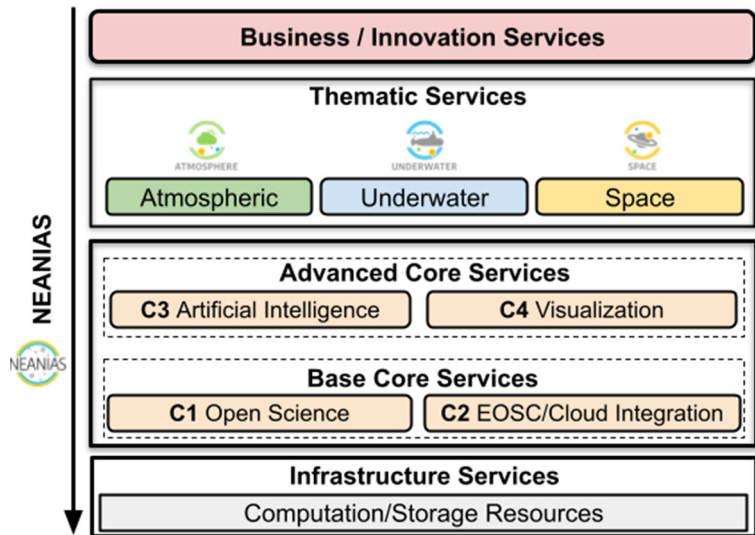 Business / Innovation Services
Thematic Services
ATMOSPHERE
UNDERWATER
SPACE
Atmospheric
Underwater
Space
NEANIAS
NEANIAS
Advanced Core Services
C3 Artificial Intelligence
C4 Visualization
Base Core Services
C1 Open Science
C2 EOSC/Cloud Integration
Infrastructure Services
Computation/Storage Resources